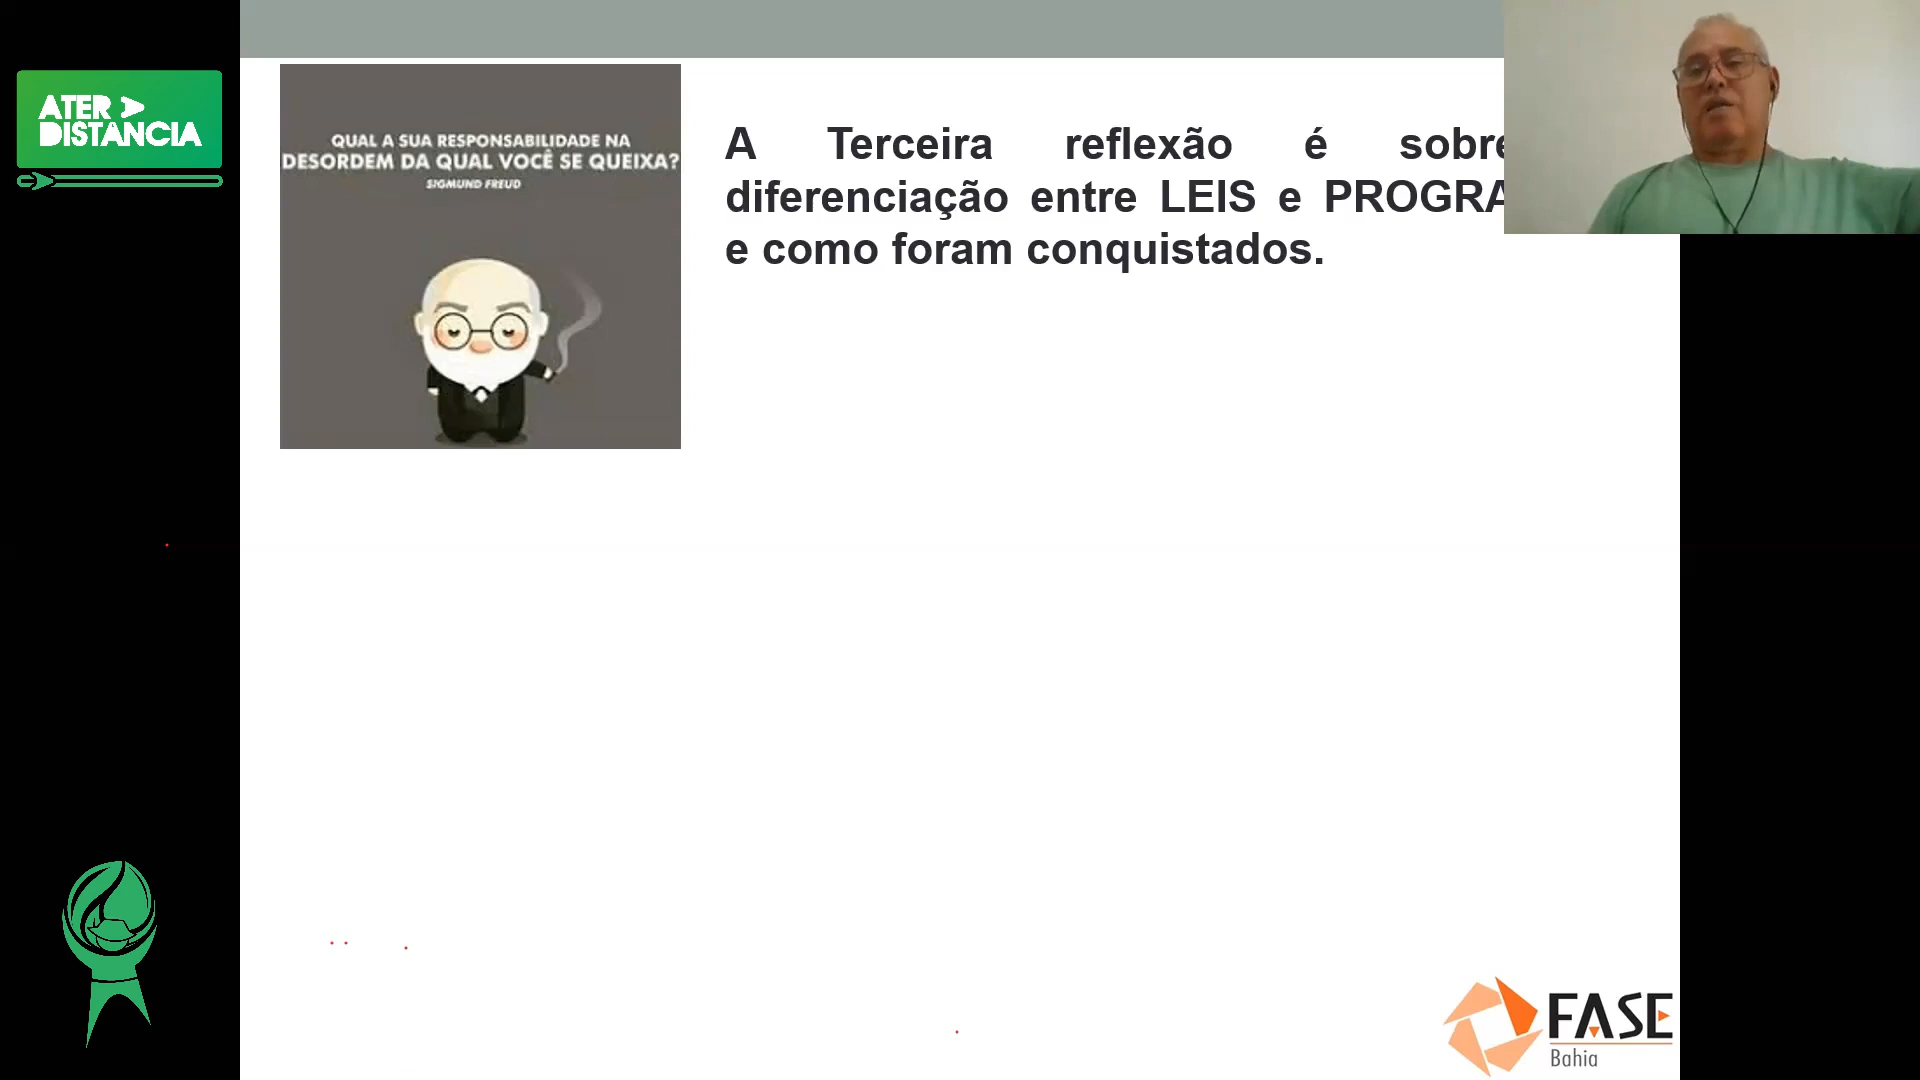 ATER
DISTANCIA
QUAL A SUA RESPONSABILIDADE NA
DESORDEM DA QUAL VOCÊ SE QUEIXA?
SIGMUND FREUD
A Terceira reflexão é sobre
diferenciação entre LEIS e PROGRA
e como foram conquistados.
FASE
Bahia